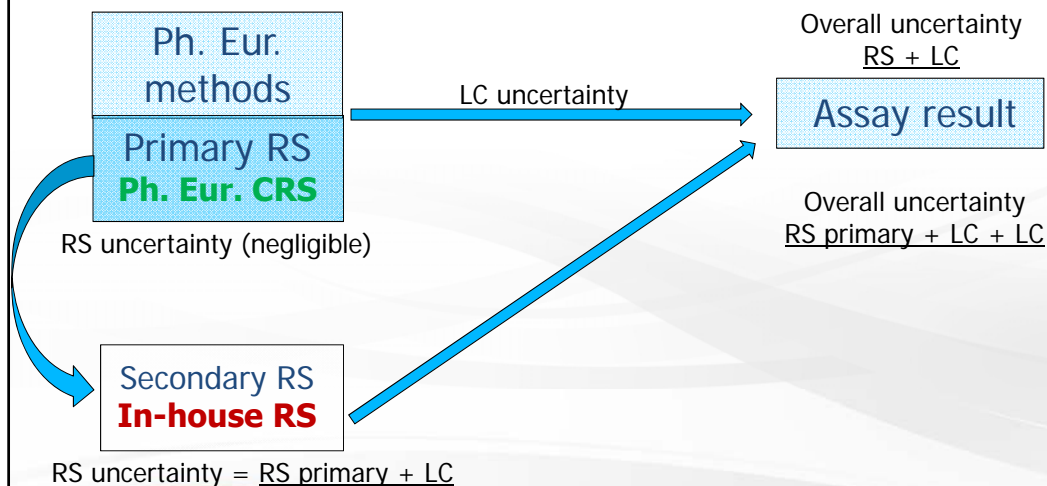 Ph. Eur.
methods
Primary RS
Ph. Eur. CRS
RS uncertainty (negligible)
LC uncertainty
Overall uncertainty
RS + LC
Assay result
Overall uncertainty
RS primary + LC + LC
Secondary RS
In-house RS
RS uncertainty = RS primary + LC